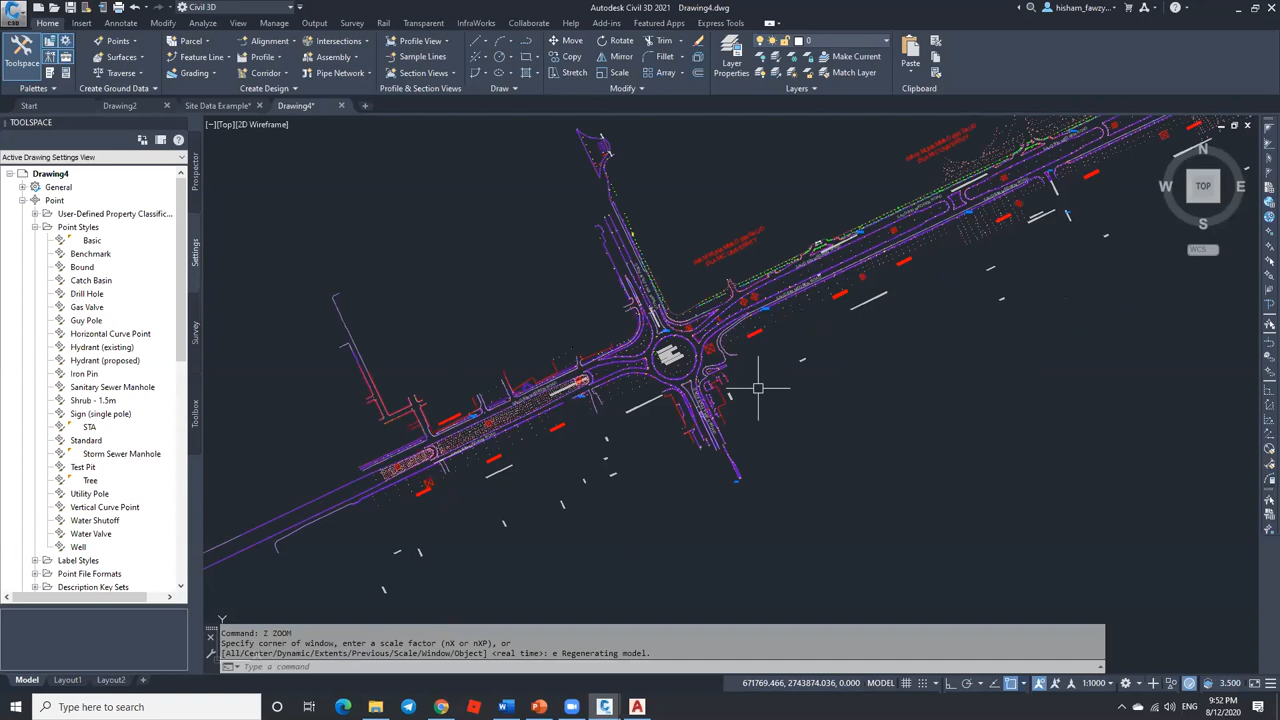 C3D
Civil 3D
Share
Autodesk Civil 3D 2021 Drawing4.dwg
hisham_fawzy...
Home Insert Annotate Modify Analyze View Manage Output Survey Rail Transparent InfraWorks Collaborate Help Add-ins Featured Apps Express Tools
Toolspace
Points
Surfaces
Traverse
Parcel
Feature Line
Grading
Alignment
Profile
Corridor
Intersections
Assembly
Pipe Network
Profile View
Sample Lines
Section Views
Move
Copy
Stretch
Rotate
Mirror
Scale
Trim
Fillet
Array
Layer
Properties
0
Make Current
Match Layer
Paste
Palettes Create Ground Data Create Design Profile & Section Views Draw Modify Layers Clipboard
Start Drawing2 Site Data Example* Drawing4*
TOOLSPACE
[−][Top][2D Wireframe]
Active Drawing Settings View
Drawing4
General
Point
User-Defined Property Classific...
Point Styles
Basic
Benchmark
Bound
Catch Basin
Drill Hole
Gas Valve
Guy Pole
Horizontal Curve Point
Hydrant (existing)
Hydrant (proposed)
Iron Pin
Sanitary Sewer Manhole
Shrub - 1.5m
Sign (single pole)
STA
Standard
Storm Sewer Manhole
Test Pit
Tree
Utility Pole
Vertical Curve Point
Water Shutoff
Water Valve
Well
Label Styles
Point File Formats
Description Key Sets
Prospector
Settings
Survey
Toolbox
N
W TOP E
S
WCS
Y
Command: Z ZOOM
Specify corner of window, enter a scale factor (nX or nXP), or
[All/Center/Dynamic/Extents/Previous/Scale/Window/Object] <real time>: e Regenerating model.
Type a command
Model Layout1 Layout2
671769.466, 2743874.036, 0.000 MODEL 1:1000 3.500
Type here to search
9:52 PM
8/12/2020